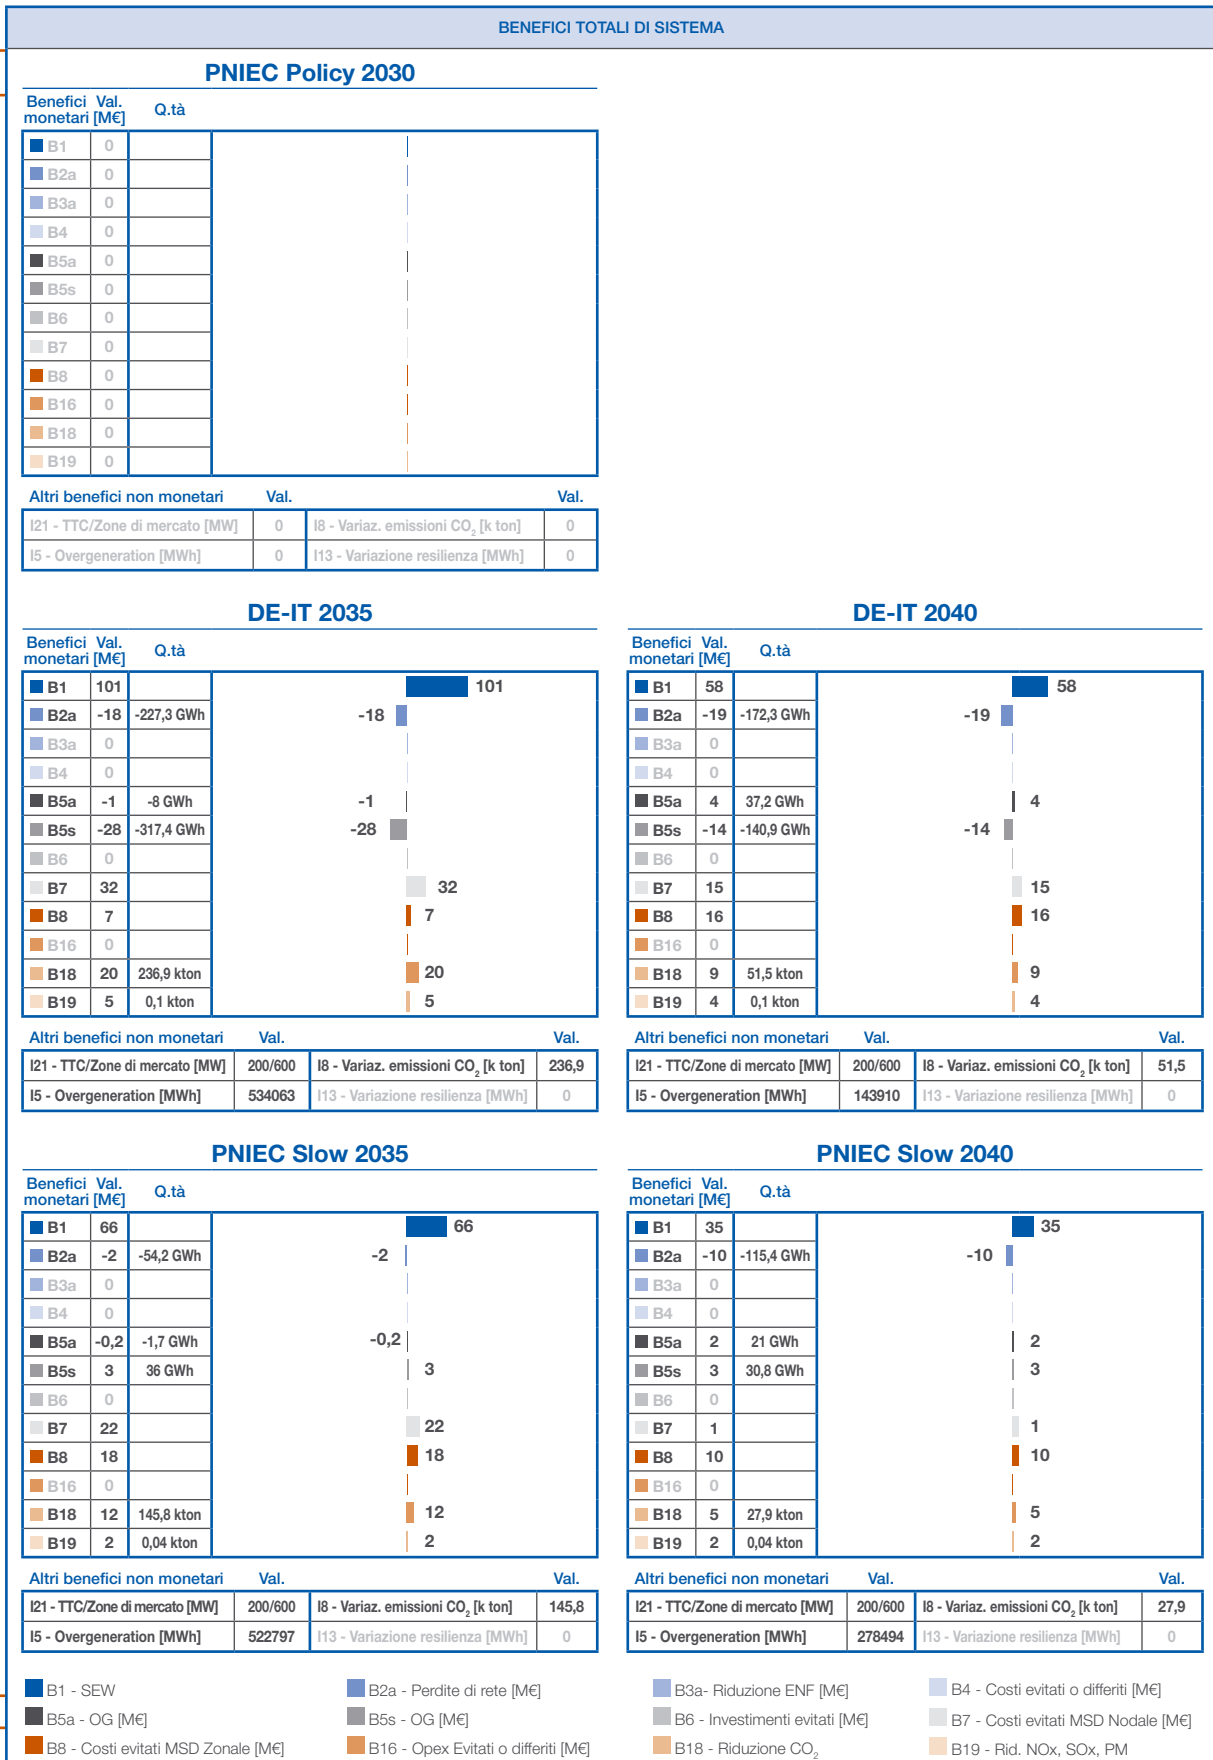 BENEFICI TOTALI DI SISTEMA
PNIEC Policy 2030
Benefici monetari Val. [M€] Q.tà
B1 0
B2a 0
B3a 0
B4 0
B5a 0
B5s 0
B6 0
B7 0
B8 0
B16 0
B18 0
B19 0
Altri benefici non monetari Val. Val.
I21 - TTC/Zone di mercato [MW] 0 I8 - Variaz. emissioni CO₂ [k ton] 0
I5 - Overgeneration [MWh] 0 I13 - Variazione resilienza [MWh] 0
DE-IT 2035
Benefici monetari Val. [M€] Q.tà
B1 101 101
B2a -18 -227,3 GWh -18
B3a 0
B4 0
B5a -1 -8 GWh -1
B5s -28 -317,4 GWh -28
B6 0
B7 32 32
B8 7 7
B16 0
B18 20 236,9 kton 20
B19 5 0,1 kton 5
Altri benefici non monetari Val. Val.
I21 - TTC/Zone di mercato [MW] 200/600 I8 - Variaz. emissioni CO₂ [k ton] 236,9
I5 - Overgeneration [MWh] 534063 I13 - Variazione resilienza [MWh] 0
DE-IT 2040
Benefici monetari Val. [M€] Q.tà
B1 58 58
B2a -19 -172,3 GWh -19
B3a 0
B4 0
B5a 4 37,2 GWh 4
B5s -14 -140,9 GWh -14
B6 0
B7 15 15
B8 16 16
B16 0
B18 9 51,5 kton 9
B19 4 0,1 kton 4
Altri benefici non monetari Val. Val.
I21 - TTC/Zone di mercato [MW] 200/600 I8 - Variaz. emissioni CO₂ [k ton] 51,5
I5 - Overgeneration [MWh] 143910 I13 - Variazione resilienza [MWh] 0
PNIEC Slow 2035
Benefici monetari Val. [M€] Q.tà
B1 66 66
B2a -2 -54,2 GWh -2
B3a 0
B4 0
B5a -0,2 -1,7 GWh -0,2
B5s 3 36 GWh 3
B6 0
B7 22 22
B8 18 18
B16 0
B18 12 145,8 kton 12
B19 2 0,04 kton 2
Altri benefici non monetari Val. Val.
I21 - TTC/Zone di mercato [MW] 200/600 I8 - Variaz. emissioni CO₂ [k ton] 145,8
I5 - Overgeneration [MWh] 522797 I13 - Variazione resilienza [MWh] 0
PNIEC Slow 2040
Benefici monetari Val. [M€] Q.tà
B1 35 35
B2a -10 -115,4 GWh -10
B3a 0
B4 0
B5a 2 21 GWh 2
B5s 3 30,8 GWh 3
B6 0
B7 1 1
B8 10 10
B16 0
B18 5 27,9 kton 5
B19 2 0,04 kton 2
Altri benefici non monetari Val. Val.
I21 - TTC/Zone di mercato [MW] 200/600 I8 - Variaz. emissioni CO₂ [k ton] 27,9
I5 - Overgeneration [MWh] 278494 I13 - Variazione resilienza [MWh] 0
B1 - SEW B2a - Perdite di rete [M€] B3a- Riduzione ENF [M€] B4 - Costi evitati o differiti [M€]
B5a - OG [M€] B5s - OG [M€] B6 - Investimenti evitati [M€] B7 - Costi evitati MSD Nodale [M€]
B8 - Costi evitati MSD Zonale [M€] B16 - Opex Evitati o differiti [M€] B18 - Riduzione CO₂ B19 - Rid. NOx, SOx, PM